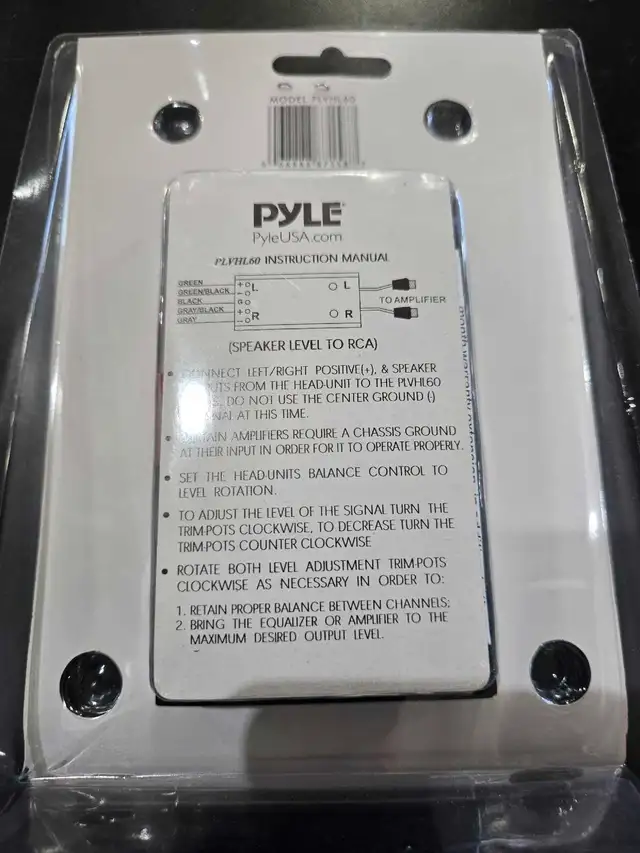 MODEL PLVHL60
PYLE
PyleUSA.com
PLVHL60 INSTRUCTION MANUAL
GREEN
GREEN/BLACK
BLACK
GRAY/BLACK
GRAY
+ L
-
G
+ R
-
L
TO AMPLIFIER
R
(SPEAKER LEVEL TO RCA)
CONNECT LEFT/RIGHT POSITIVE(+), & SPEAKER
FROM THE HEAD-UNIT TO THE PLVHL60
DO NOT USE THE CENTER GROUND (-)
AT THIS TIME.
AMPLIFIERS REQUIRE A CHASSIS GROUND
AT THEIR INPUT IN ORDER FOR IT TO OPERATE PROPERLY.
• SET THE HEAD-UNITS BALANCE CONTROL TO
LEVEL ROTATION.
• TO ADJUST THE LEVEL OF THE SIGNAL TURN THE
TRIM-POTS CLOCKWISE, TO DECREASE TURN THE
TRIM-POTS COUNTER CLOCKWISE
• ROTATE BOTH LEVEL ADJUSTMENT TRIM-POTS
CLOCKWISE AS NECESSARY IN ORDER TO:
1. RETAIN PROPER BALANCE BETWEEN CHANNELS;
2. BRING THE EQUALIZER OR AMPLIFIER TO THE
MAXIMUM DESIRED OUTPUT LEVEL.